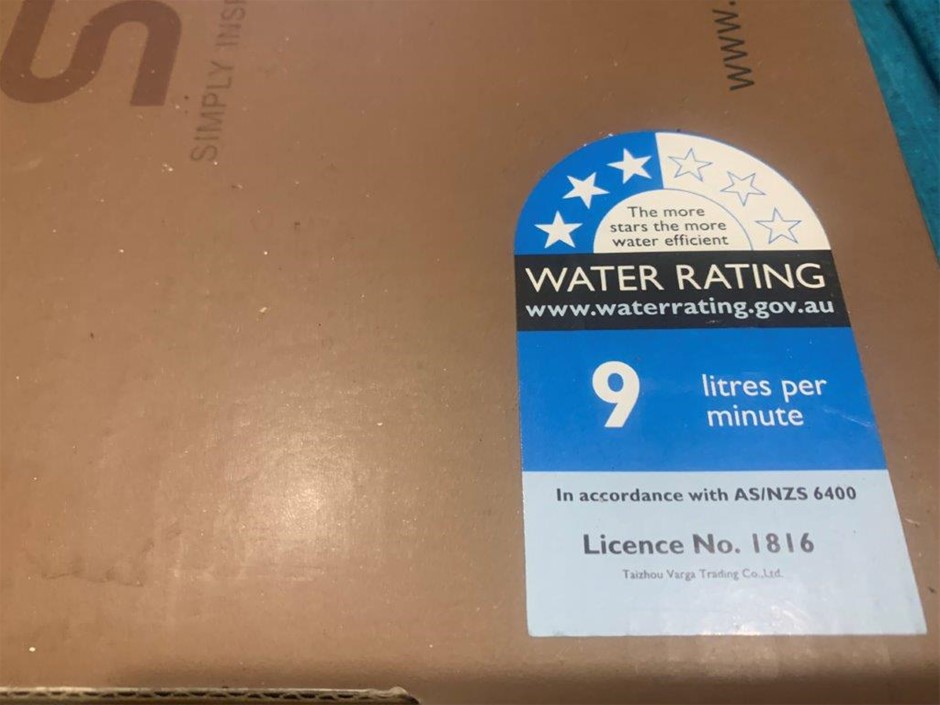 SIMPLY
www.
The more
stars the more
water efficient
WATER RATING
www.waterrating.gov.au
9 litres per
minute
In accordance with AS/NZS 6400
Licence No. 1816
Taizhou Varga Trading Co.,Ltd.